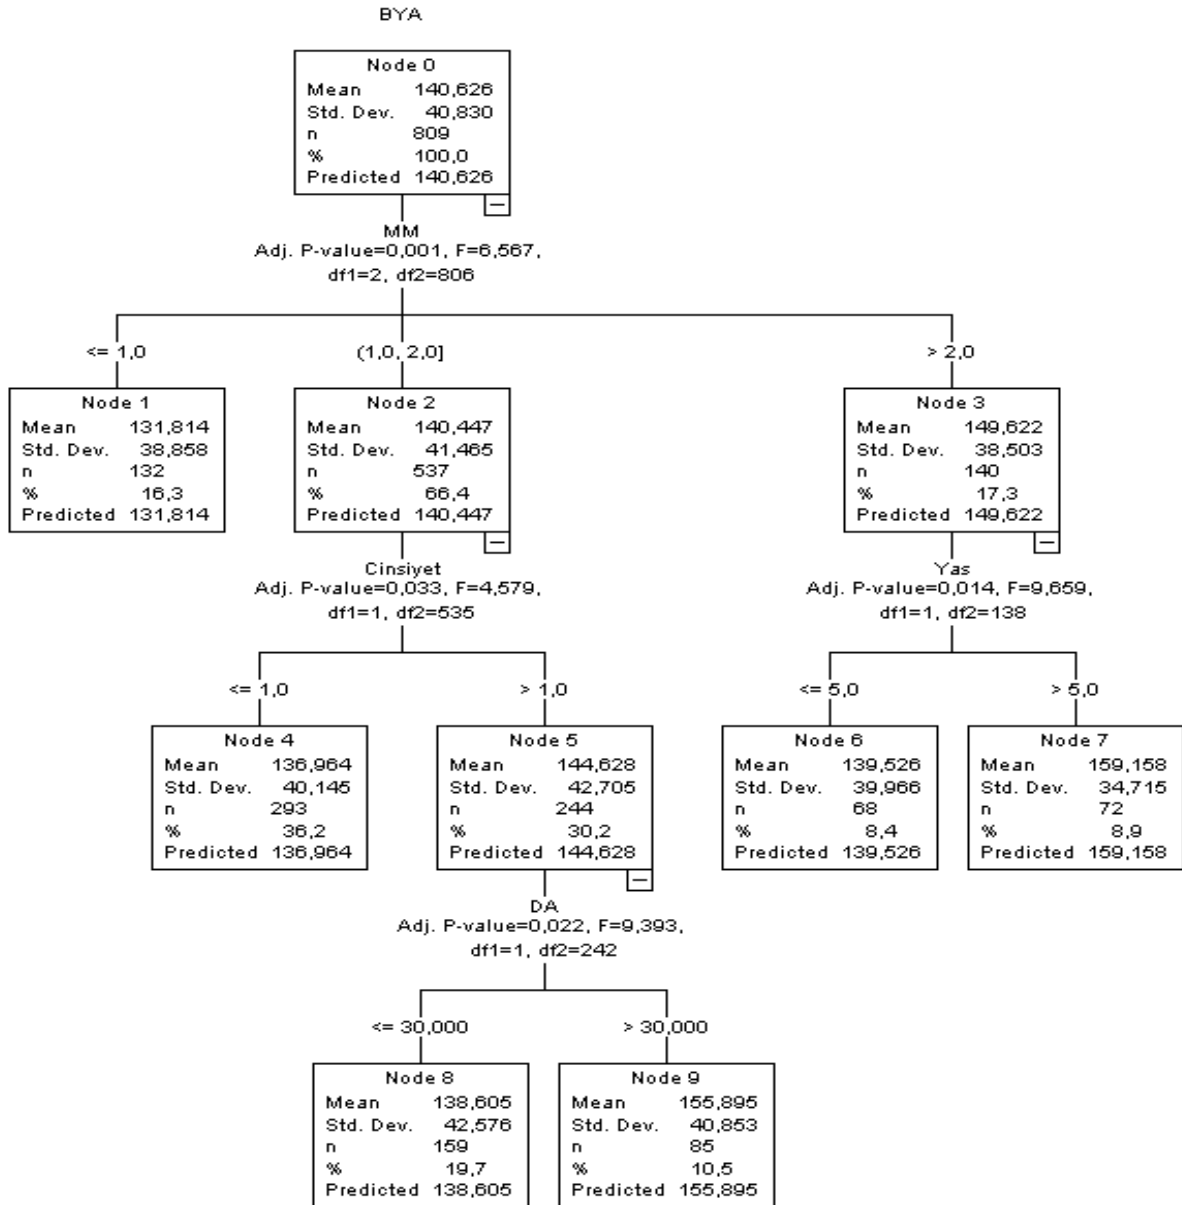 BYA
Node 0
Mean 140,626
Std. Dev. 40,830
n 809
% 100,0
Predicted 140,626
MM
Adj. P-value=0,001, F=6,567,
df1=2, df2=806
<= 1,0
(1,0, 2,0]
> 2,0
Node 1
Mean 131,814
Std. Dev. 38,858
n 132
% 16,3
Predicted 131,814
Node 2
Mean 140,447
Std. Dev. 41,465
n 537
% 66,4
Predicted 140,447
Node 3
Mean 149,622
Std. Dev. 38,503
n 140
% 17,3
Predicted 149,622
Cinsiyet
Adj. P-value=0,033, F=4,579,
df1=1, df2=535
Yas
Adj. P-value=0,014, F=9,659,
df1=1, df2=138
<= 1,0
> 1,0
<= 5,0
> 5,0
Node 4
Mean 136,964
Std. Dev. 40,145
n 293
% 36,2
Predicted 136,964
Node 5
Mean 144,628
Std. Dev. 42,705
n 244
% 30,2
Predicted 144,628
Node 6
Mean 139,526
Std. Dev. 39,966
n 68
% 8,4
Predicted 139,526
Node 7
Mean 159,158
Std. Dev. 34,715
n 72
% 8,9
Predicted 159,158
DA
Adj. P-value=0,022, F=9,393,
df1=1, df2=242
<= 30,000
> 30,000
Node 8
Mean 138,605
Std. Dev. 42,576
n 159
% 19,7
Predicted 138,605
Node 9
Mean 155,895
Std. Dev. 40,853
n 85
% 10,5
Predicted 155,895